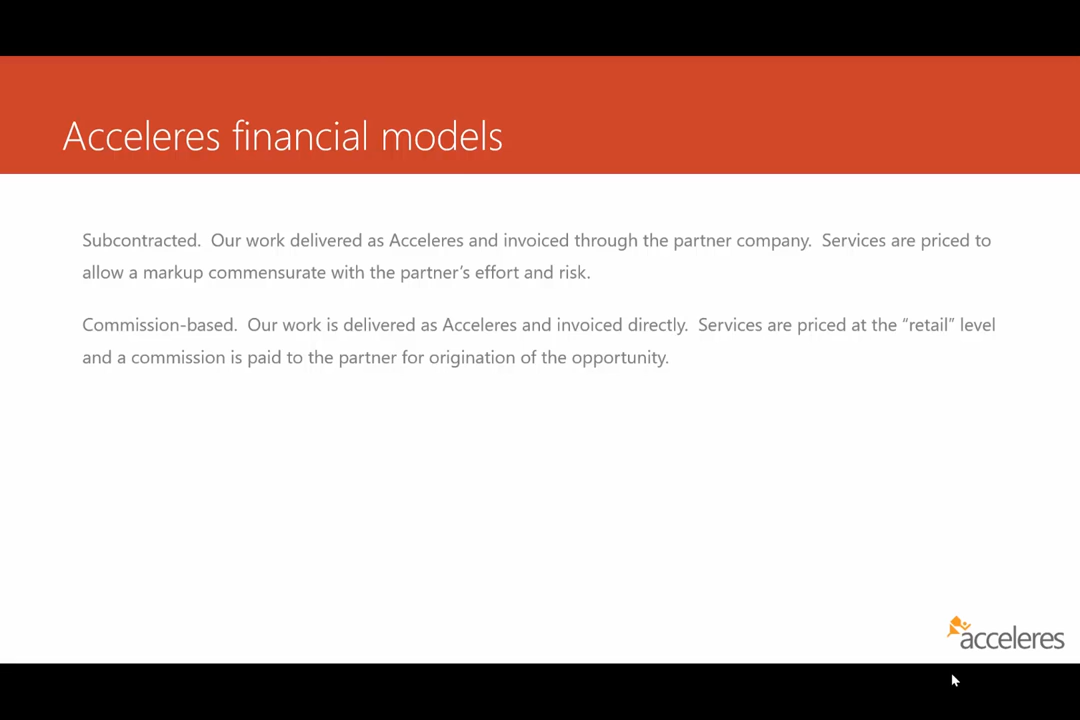 Acceleres financial models
Subcontracted.  Our work delivered as Acceleres and invoiced through the partner company.  Services are priced to
allow a markup commensurate with the partner’s effort and risk.
Commission-based.  Our work is delivered as Acceleres and invoiced directly.  Services are priced at the “retail” level
and a commission is paid to the partner for origination of the opportunity.
acceleres